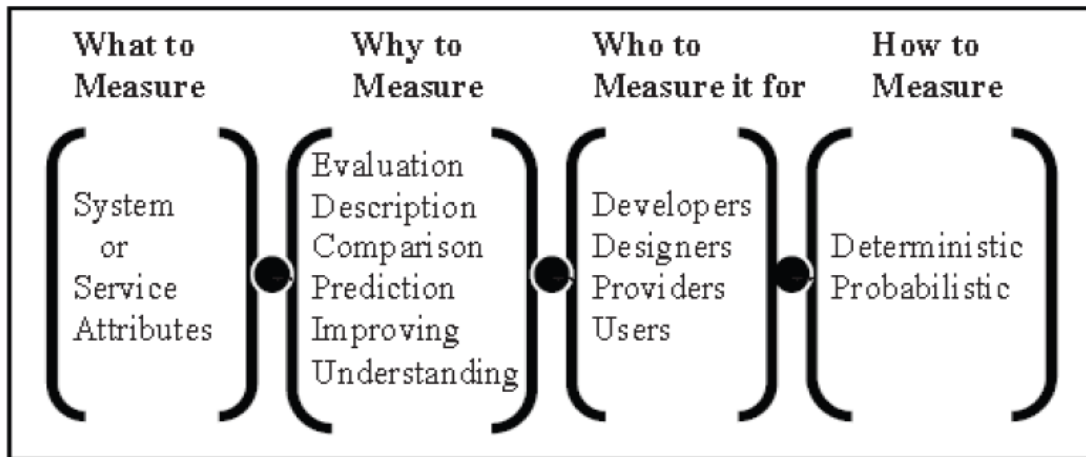 What to
Measure
Why to
Measure
Who to
Measure it for
How to
Measure
System
or
Service
Attributes
Evaluation
Description
Comparison
Prediction
Improving
Understanding
Developers
Designers
Providers
Users
Deterministic
Probabilistic